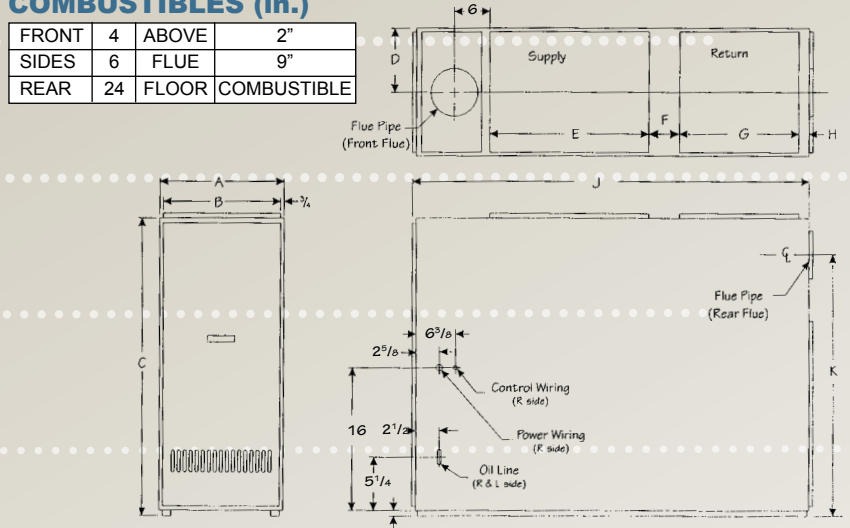 COMBUSTIBLES (in.)
FRONT 4 ABOVE 2”
SIDES 6 FLUE 9”
REAR 24 FLOOR COMBUSTIBLE
6
D
Supply
Return
Flue Pipe
(Front Flue)
E
F
G
H
A
B
3/4
C
J
℄
Flue Pipe
(Rear Flue)
K
6 3/8
2 5/8
Control Wiring
(R side)
16
2 1/2
Power Wiring
(R side)
Oil Line
(R & L side)
5 1/4